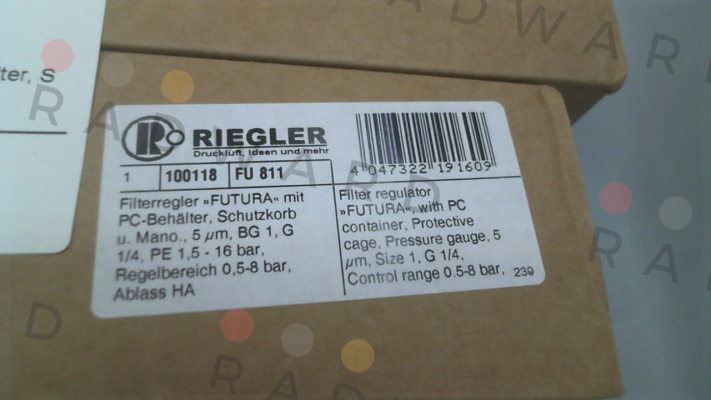 ter, S
RIEGLER
Druckluft, Ideen und mehr
4 047322 191609
1 100118 FU 811
Filterregler »FUTURA« mit
PC-Behälter, Schutzkorb
u. Mano., 5 µm, BG 1, G
1/4, PE 1,5 - 16 bar,
Regelbereich 0,5-8 bar,
Ablass HA
Filter regulator
»FUTURA«, with PC
container, Protective
cage, Pressure gauge, 5
µm, Size 1, G 1/4,
Control range 0.5-8 bar, 239
RADWARD